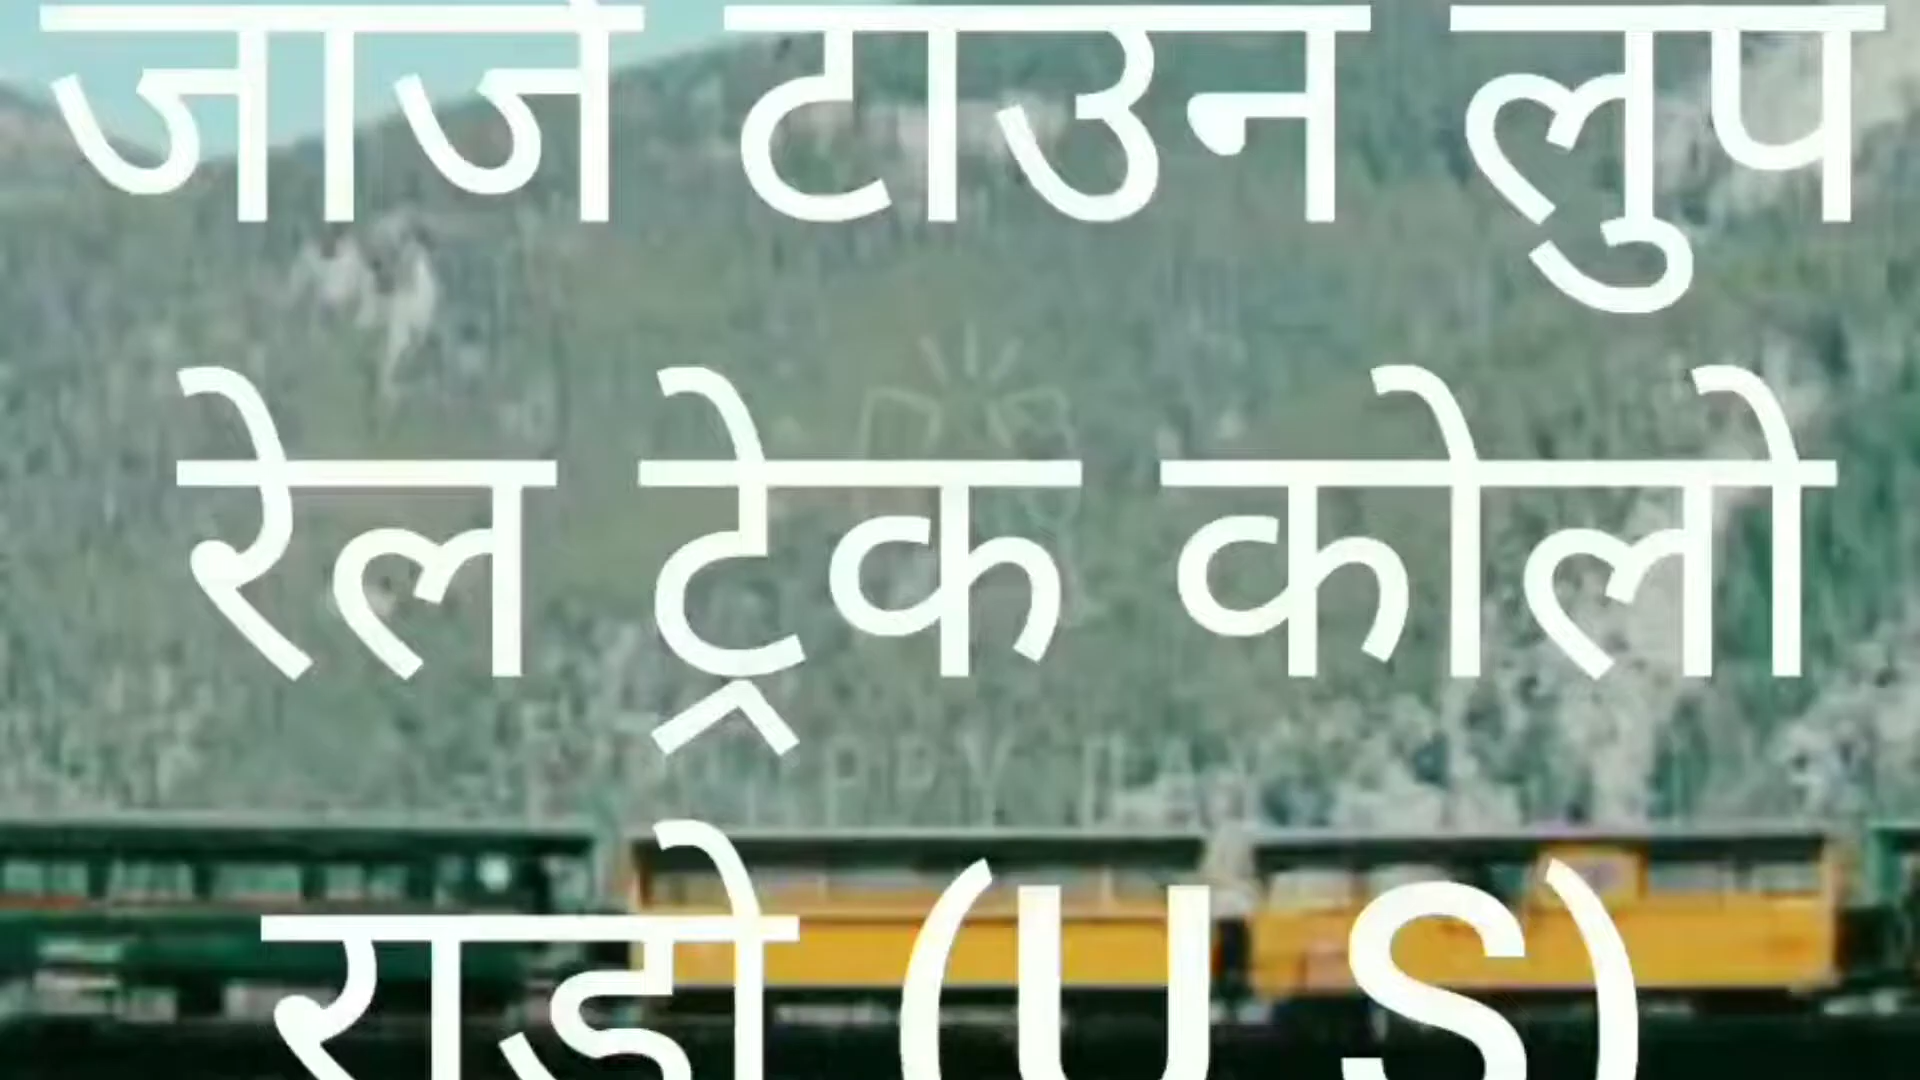 जार्ज टाउन लुप
रेल ट्रेक कोलो
राडो (U.S)